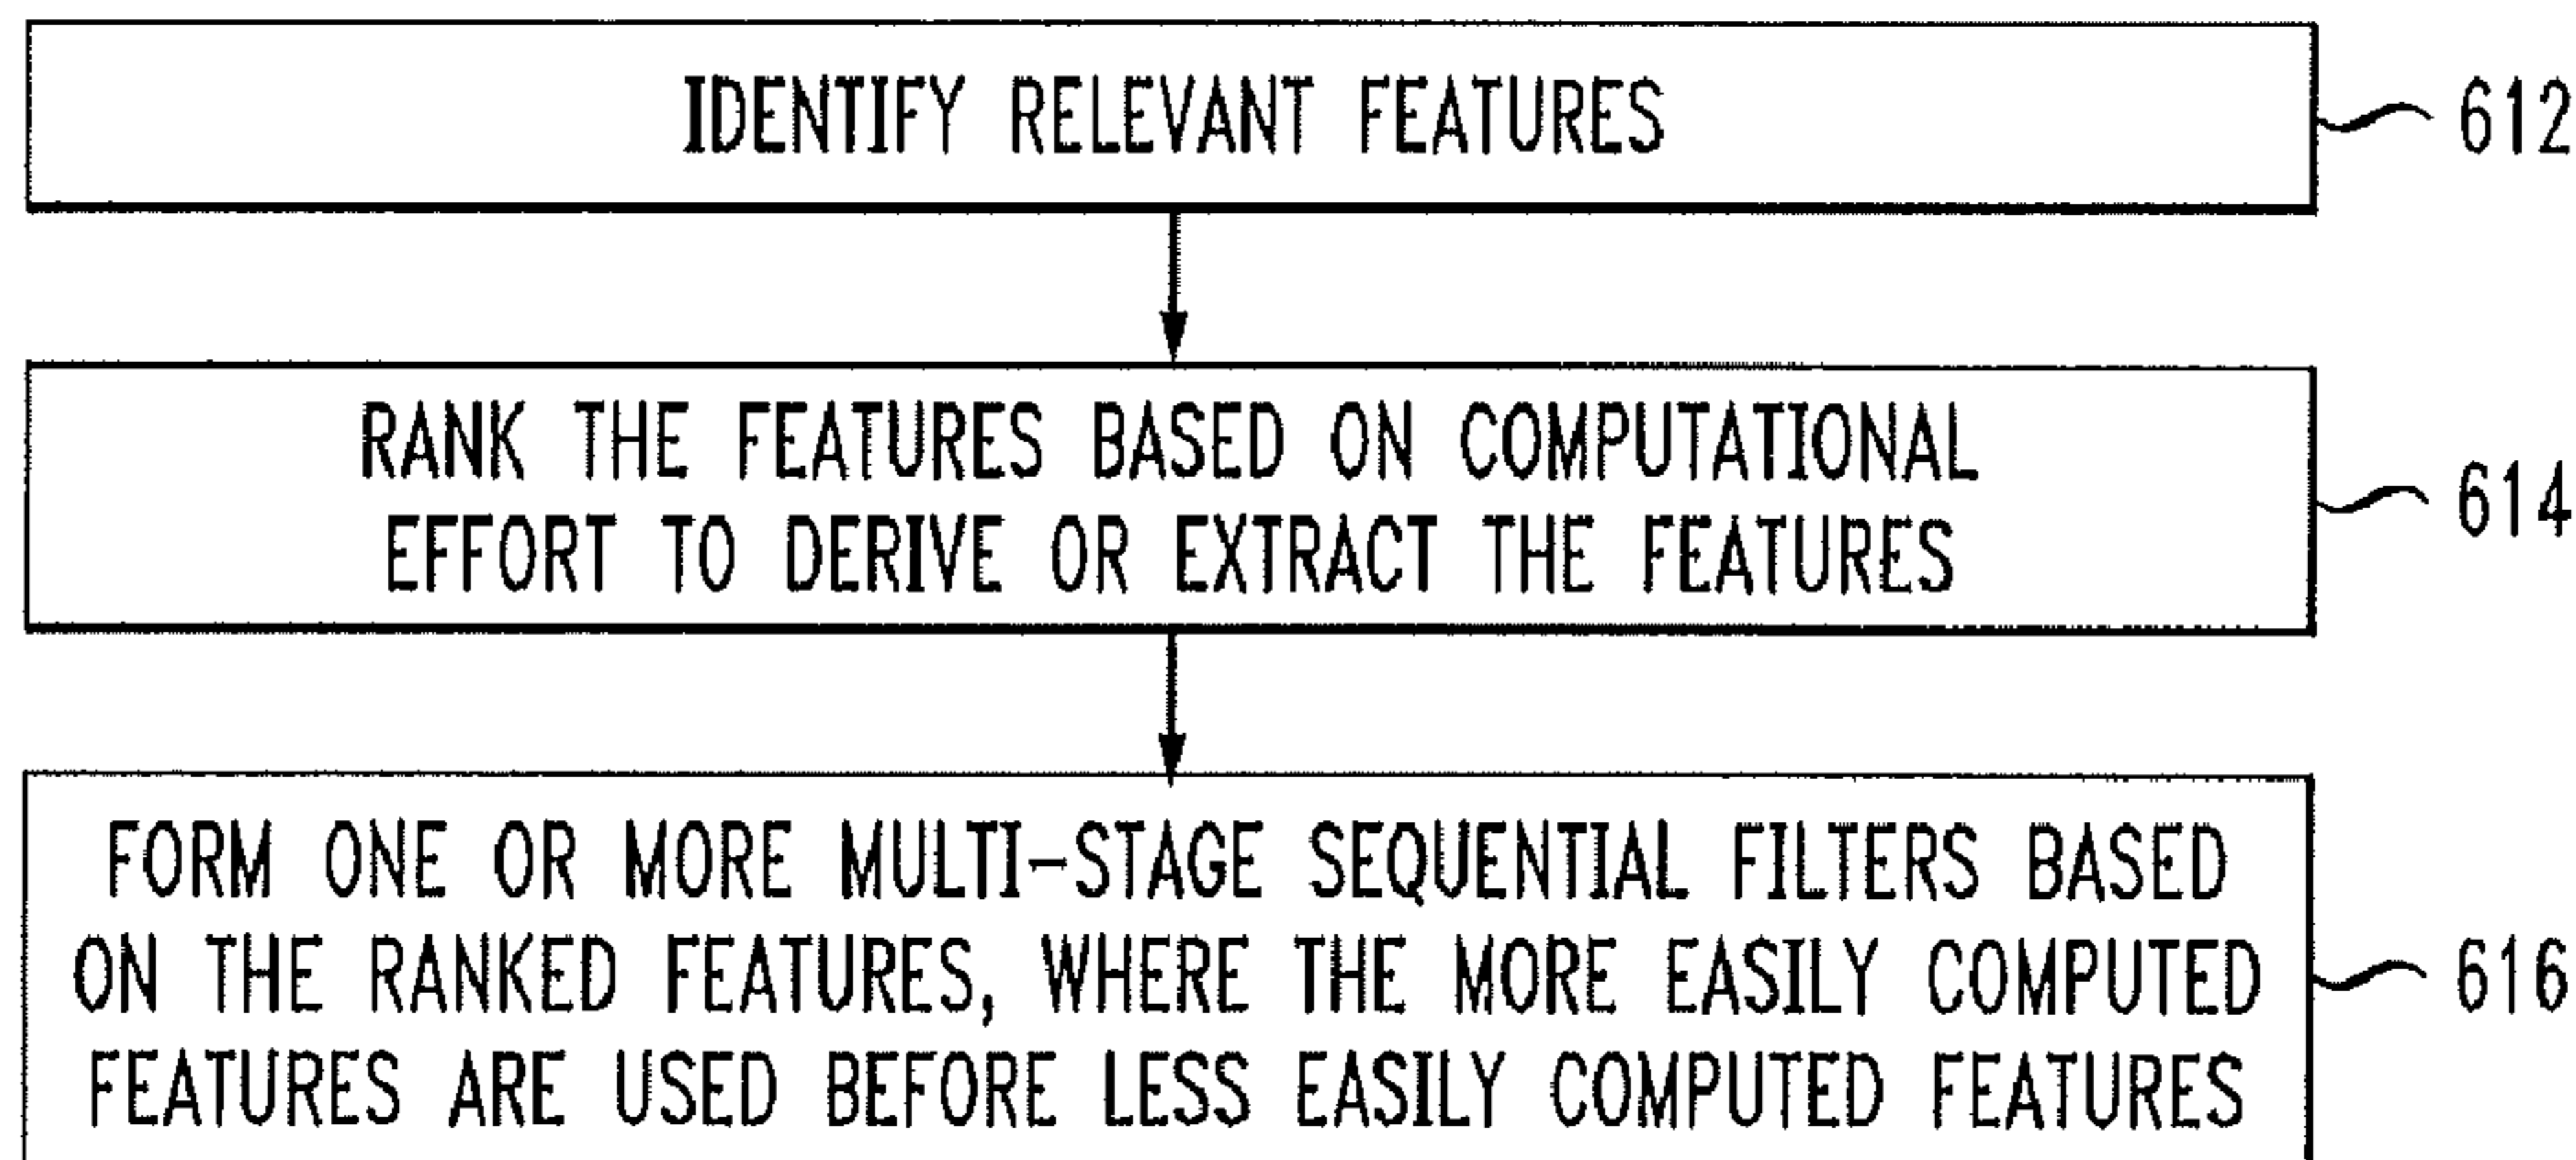 IDENTIFY RELEVANT FEATURES
612
RANK THE FEATURES BASED ON COMPUTATIONAL
EFFORT TO DERIVE OR EXTRACT THE FEATURES
614
FORM ONE OR MORE MULTI-STAGE SEQUENTIAL FILTERS BASED
ON THE RANKED FEATURES, WHERE THE MORE EASILY COMPUTED
FEATURES ARE USED BEFORE LESS EASILY COMPUTED FEATURES
616